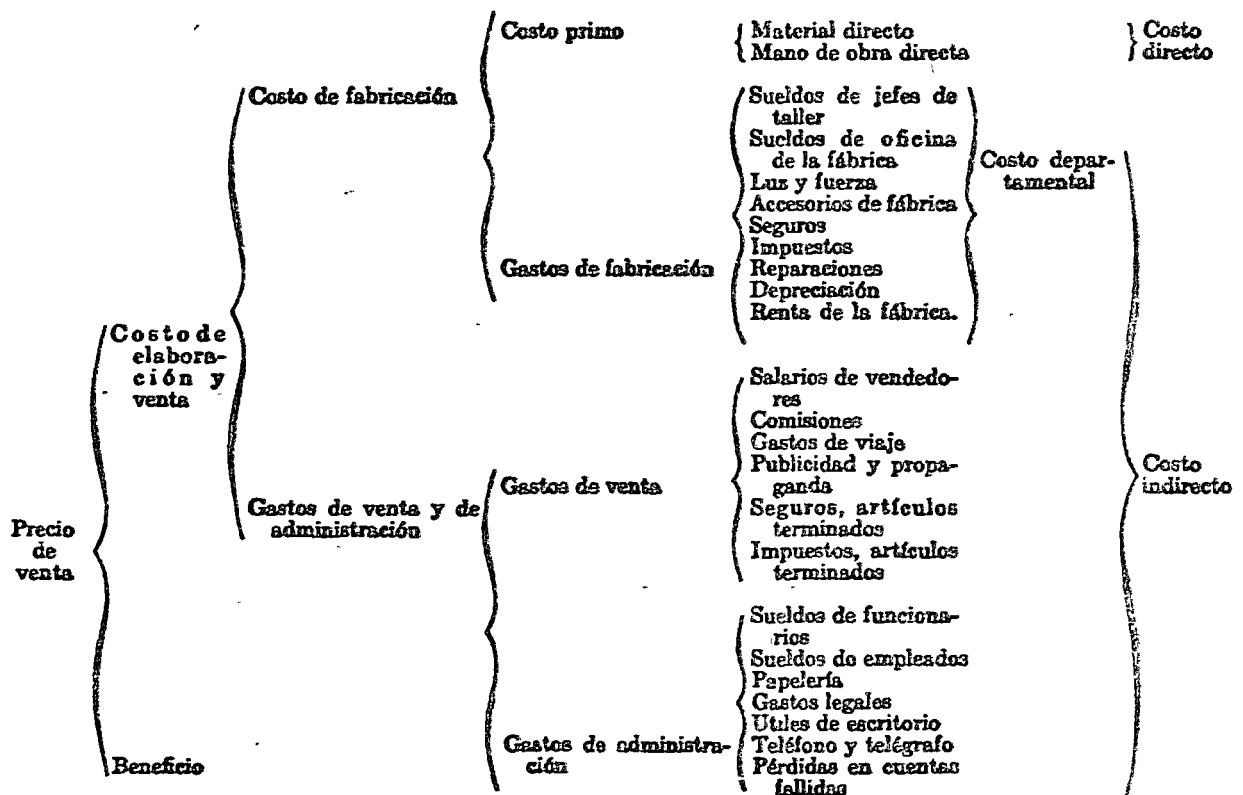 Costo primo
Material directo
Mano de obra directa
Costo
directo
Costo de fabricación
Sueldos de jefes de
taller
Sueldos de oficina
de la fábrica
Luz y fuerza
Accesorios de fábrica
Seguros
Impuestos
Reparaciones
Depreciación
Renta de la fábrica.
Costo depar-
tamental
Gastos de fabricación
Costo de
elabora-
ción y
venta
Salarios de vendedo-
res
Comisiones
Gastos de viaje
Publicidad y propa-
ganda
Seguros, artículos
terminados
Impuestos, artículos
terminados
Gastos de venta
Costo
indirecto
Gastos de venta y de
administración
Precio
de
venta
Sueldos de funciona-
rios
Sueldos de empleados
Papelería
Gastos legales
Utiles de escritorio
Teléfono y telégrafo
Pérdidas en cuentas
fallidas
Gastos de administra-
ción
Beneficio